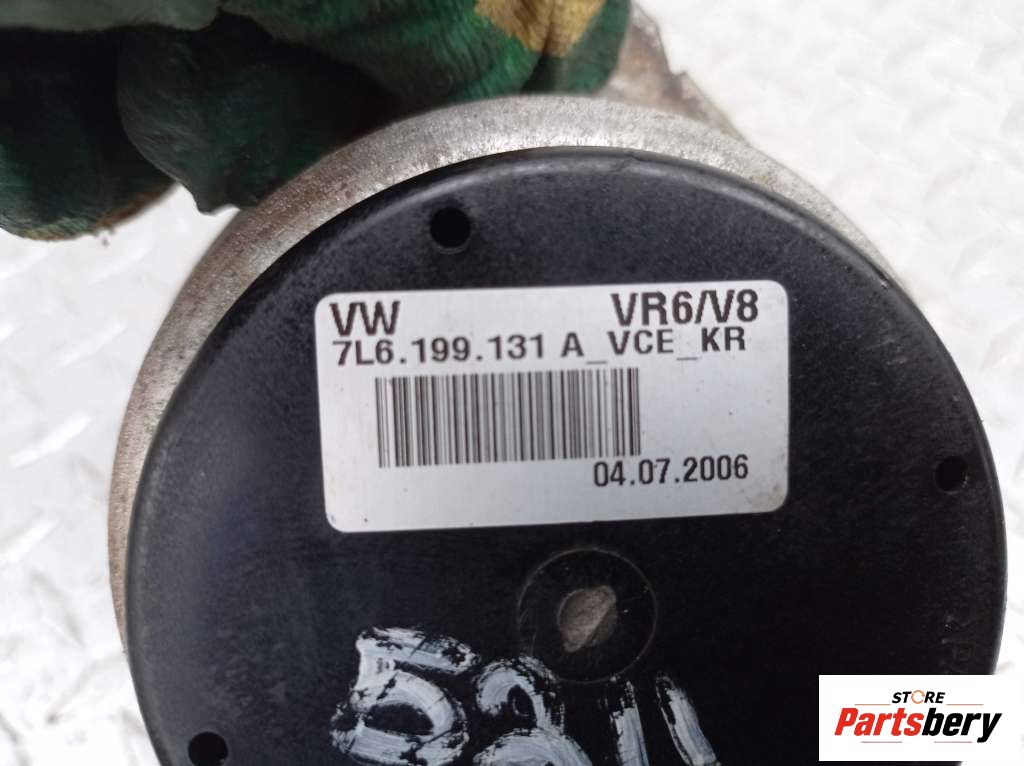 VW VR6/V8
7L6.199.131 A_VCE_KR
04.07.2006
STORE
Partsbery